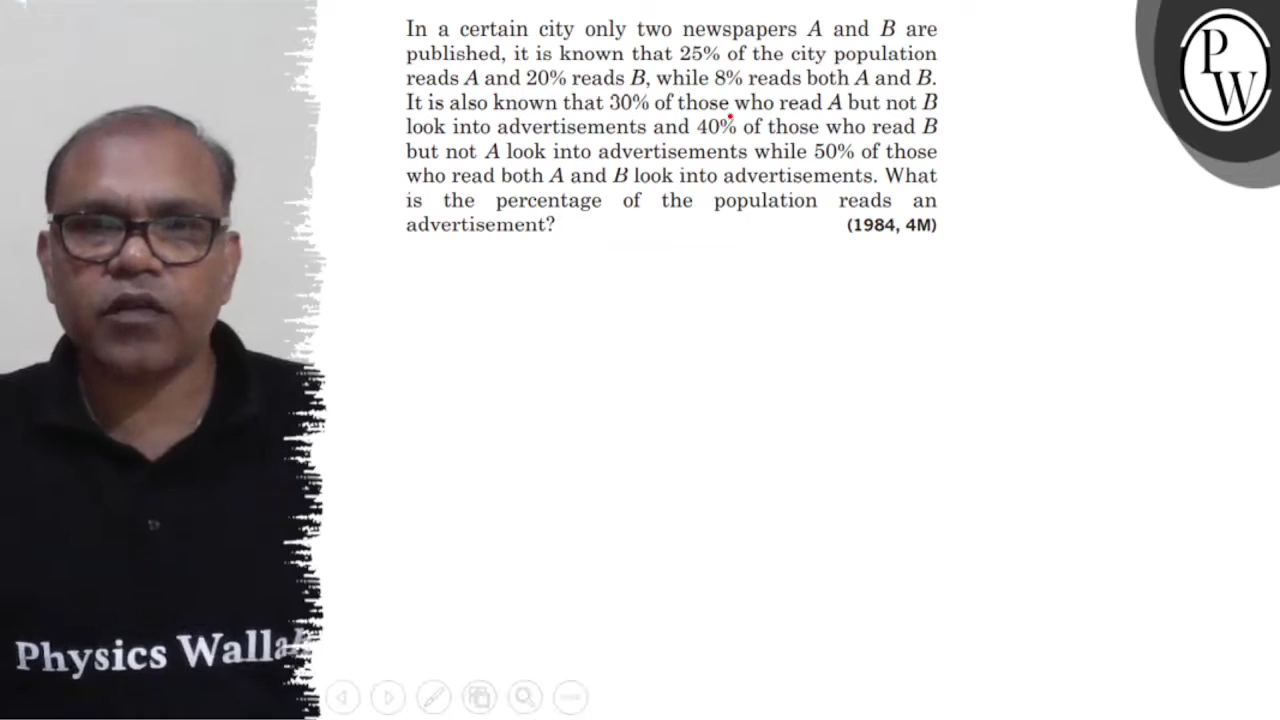 In a certain city only two newspapers A and B are
published, it is known that 25% of the city population
reads A and 20% reads B, while 8% reads both A and B.
It is also known that 30% of those who read A but not B
look into advertisements and 40% of those who read B
but not A look into advertisements while 50% of those
who read both A and B look into advertisements. What
is the percentage of the population reads an
advertisement? (1984, 4M)
P
W
Physics Wallah